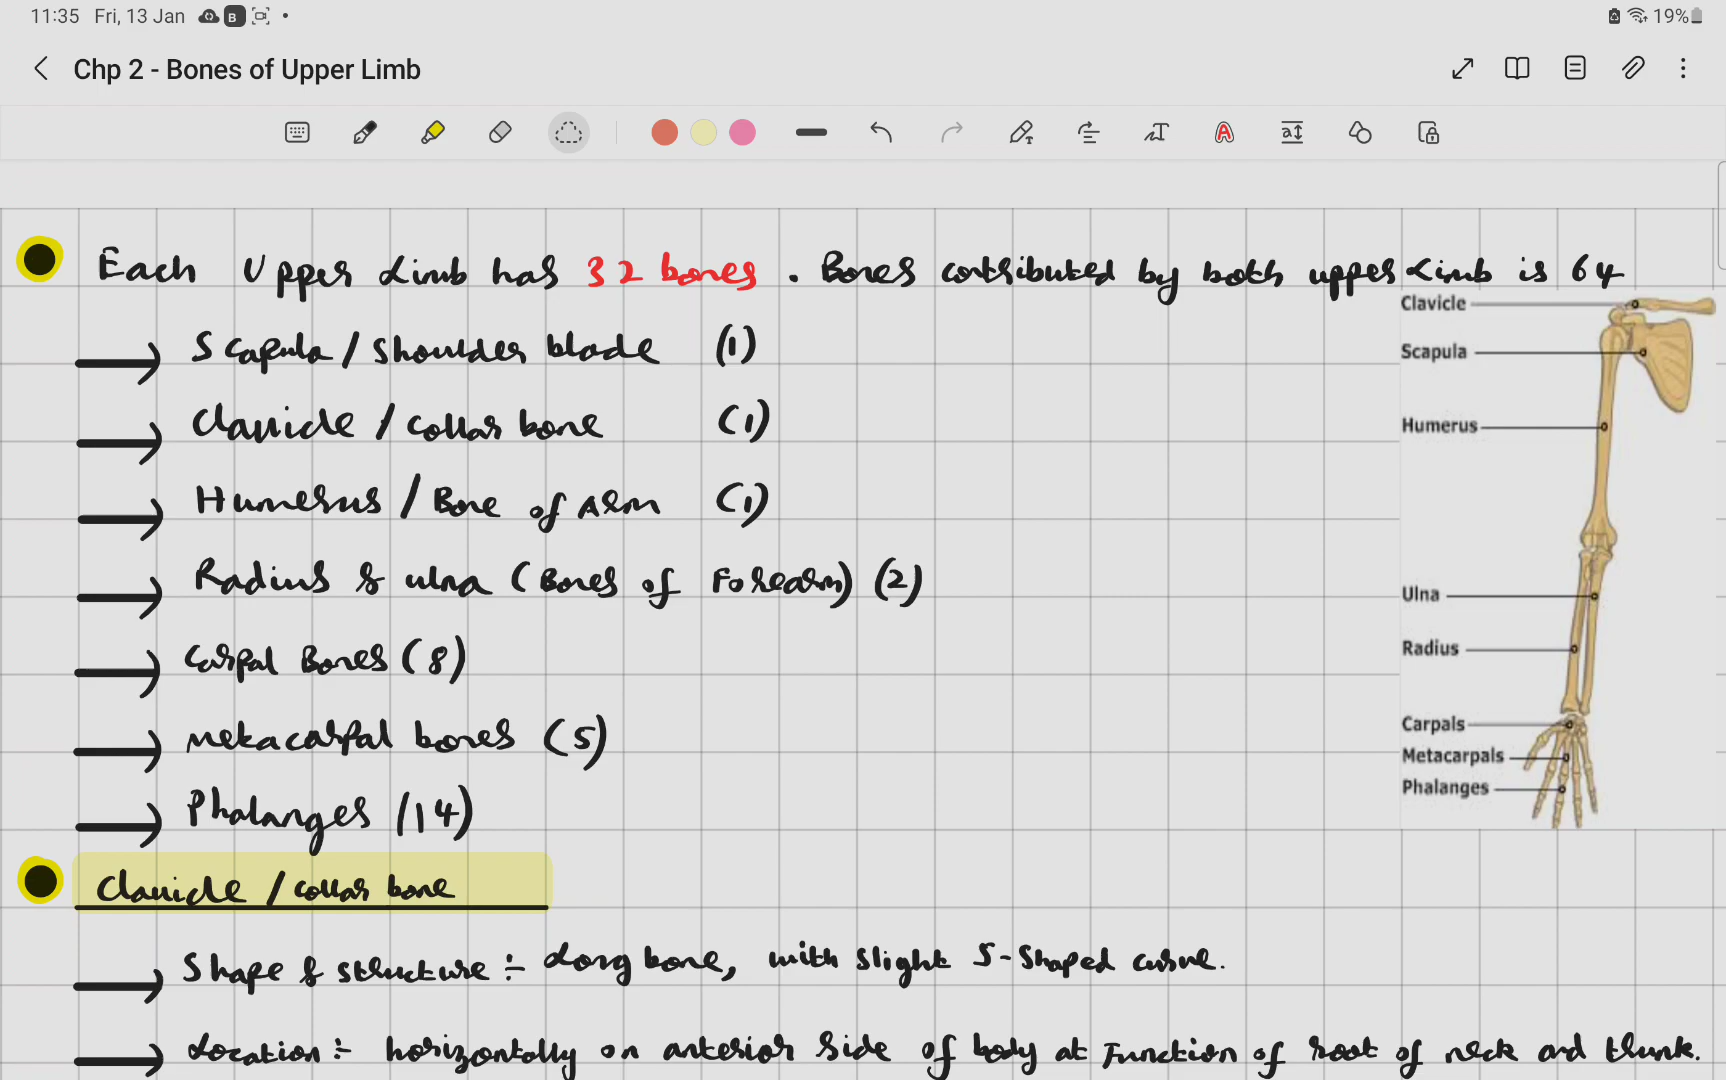 11:35 Fri, 13 Jan B 19%
Chp 2 - Bones of Upper Limb
Each Upper Limb has 32 bones . Bones contributed by both upper Limb is 64
Scapula / Shoulder blade (1)
Clavicle / collar bone (1)
Humerus / Bone of Arm (1)
Radius & ulna (Bones of Forearm) (2)
Carpal Bones (8)
metacarpal bones (5)
Phalanges (14)
Clavicle
Scapula
Humerus
Ulna
Radius
Carpals
Metacarpals
Phalanges
Clavicle / collar bone
Shape & structure :- Long bone, with slight S-shaped curve.
Location :- horizontally on anterior side of body at Junction of root of neck and trunk.